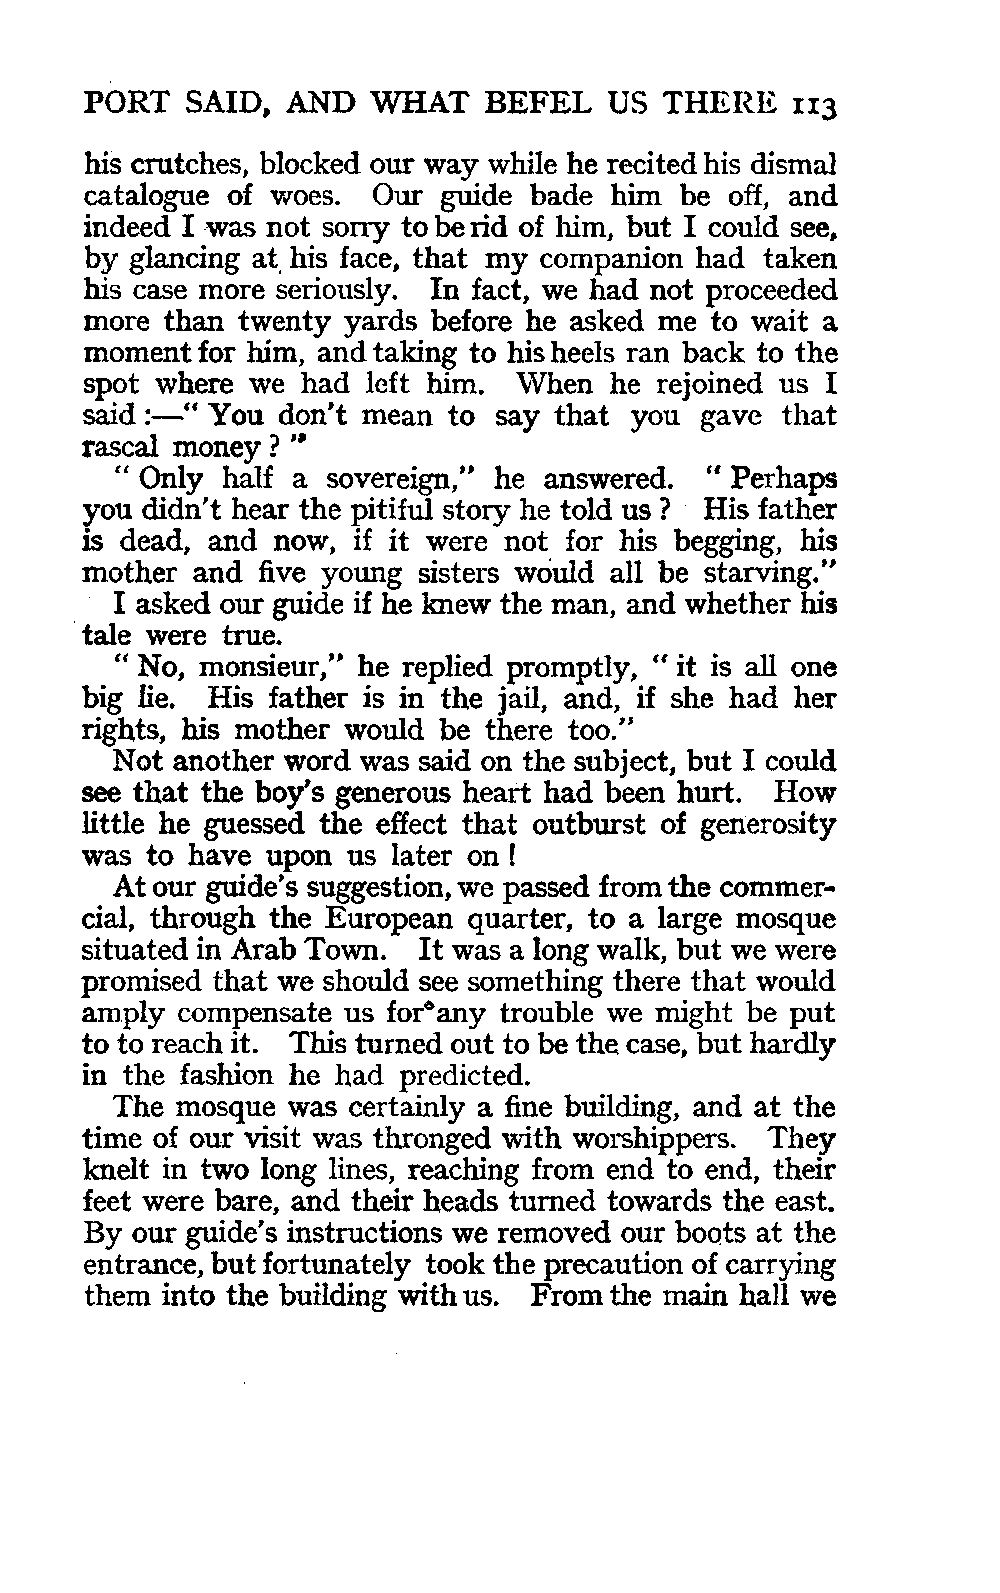 PORT SAID, AND WHAT BEFEL US THERE 113
his crutches, blocked our way while he recited his dismal
catalogue of woes. Our guide bade him be off, and
indeed I was not sorry to be rid of him, but I could see,
by glancing at his face, that my companion had taken
his case more seriously. In fact, we had not proceeded
more than twenty yards before he asked me to wait a
moment for him, and taking to his heels ran back to the
spot where we had left him. When he rejoined us I
said :—“ You don't mean to say that you gave that
rascal money ? ”
“ Only half a sovereign,” he answered. “ Perhaps
you didn't hear the pitiful story he told us ? His father
is dead, and now, if it were not for his begging, his
mother and five young sisters would all be starving.”
I asked our guide if he knew the man, and whether his
tale were true.
“ No, monsieur,” he replied promptly, “ it is all one
big lie. His father is in the jail, and, if she had her
rights, his mother would be there too.”
Not another word was said on the subject, but I could
see that the boy's generous heart had been hurt. How
little he guessed the effect that outburst of generosity
was to have upon us later on !
At our guide's suggestion, we passed from the commer-
cial, through the European quarter, to a large mosque
situated in Arab Town. It was a long walk, but we were
promised that we should see something there that would
amply compensate us for any trouble we might be put
to to reach it. This turned out to be the case, but hardly
in the fashion he had predicted.
The mosque was certainly a fine building, and at the
time of our visit was thronged with worshippers. They
knelt in two long lines, reaching from end to end, their
feet were bare, and their heads turned towards the east.
By our guide's instructions we removed our boots at the
entrance, but fortunately took the precaution of carrying
them into the building with us. From the main hall we